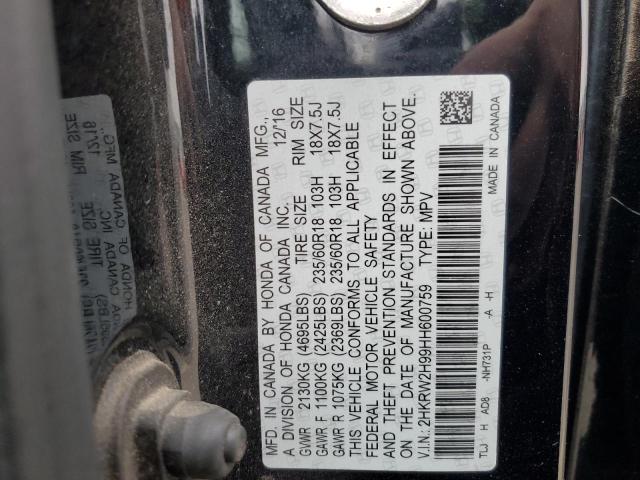 MFD. IN CANADA BY HONDA OF CANADA MFG.,
A DIVISION OF HONDA CANADA INC. 12/'16
GVWR 2130KG (4695LBS) TIRE SIZE RIM SIZE
GAWR F 1100KG (2425LBS) 235/60R18 103H 18X7.5J
GAWR R 1075KG (2369LBS) 235/60R18 103H 18X7.5J
THIS VEHICLE CONFORMS TO ALL APPLICABLE
FEDERAL MOTOR VEHICLE SAFETY
AND THEFT PREVENTION STANDARDS IN EFFECT
ON THE DATE OF MANUFACTURE SHOWN ABOVE.
V.I.N.: 2HKRW2H99HH600759 TYPE: MPV
TLJ H AD8 -NH731P -A -H MADE IN CANADA